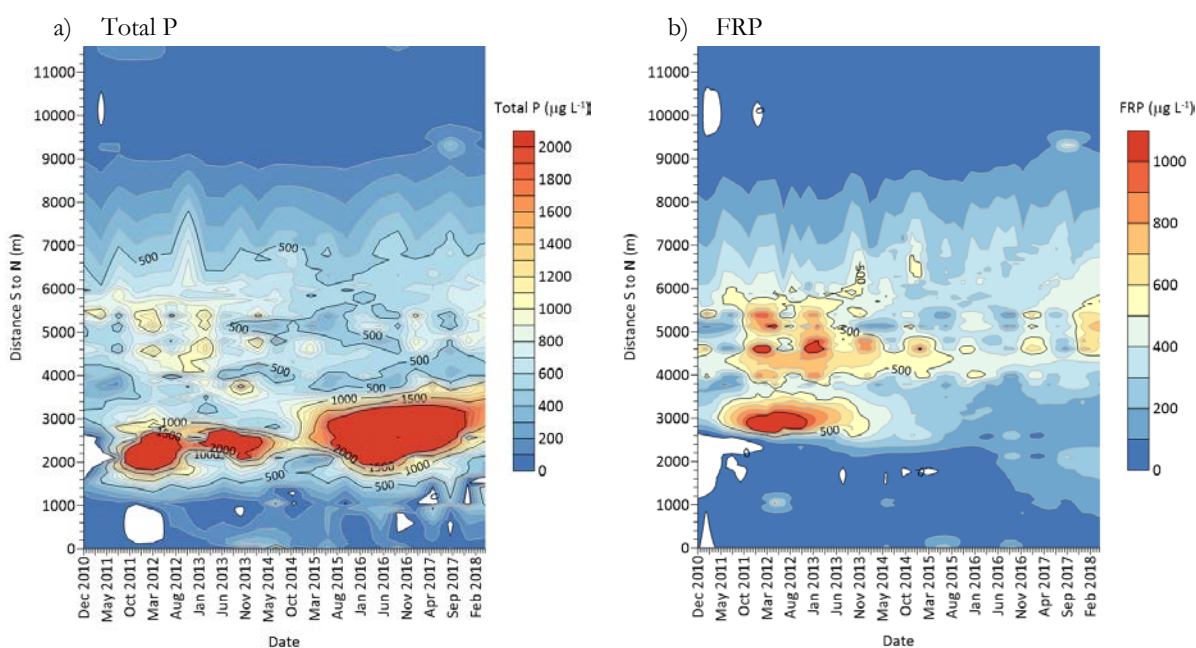 a) Total P
11000
10000
9000
8000
7000
6000
5000
4000
3000
2000
1000
0
Distance S to N (m)
500
500
500
500
500
500
1000
1500
1000
1500
2000
1000
2000
1500
1000
500
500
Dec 2010
May 2011
Oct 2011
Mar 2012
Aug 2012
Jan 2013
Jun 2013
Nov 2013
May 2014
Oct 2014
Mar 2015
Aug 2015
Jan 2016
Jun 2016
Nov 2016
Apr 2017
Sep 2017
Feb 2018
Date
Total P (µg L-1)
2000
1800
1600
1400
1200
1000
800
600
400
200
0
b) FRP
11000
10000
9000
8000
7000
6000
5000
4000
3000
2000
1000
0
Distance S to N (m)
0
500
500
500
500
0
0
Dec 2010
May 2011
Oct 2011
Mar 2012
Aug 2012
Jan 2013
Jun 2013
Nov 2013
May 2014
Oct 2014
Mar 2015
Aug 2015
Jan 2016
Jun 2016
Nov 2016
Apr 2017
Sep 2017
Feb 2018
Date
FRP (µg L-1)
1000
800
600
400
200
0